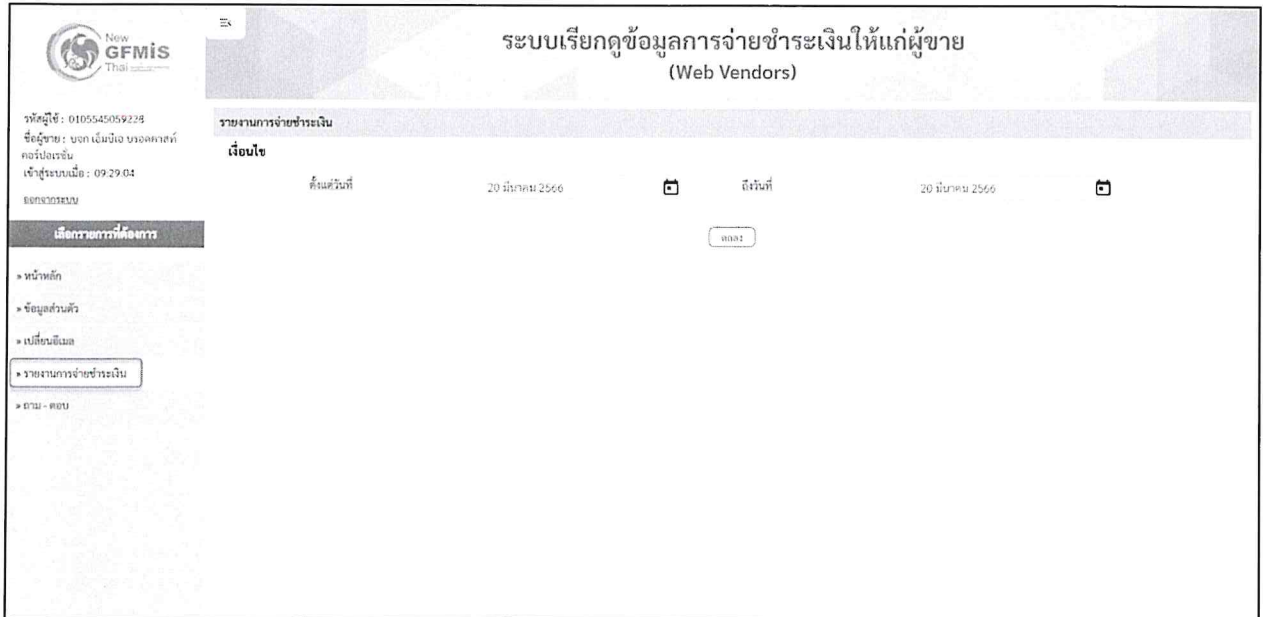 New
GFMIS
Thai
ระบบเรียกดูข้อมูลการจ่ายชำระเงินให้แก่ผู้ขาย
(Web Vendors)
รหัสผู้ใช้ : 0105545059228
ชื่อผู้ขาย : บจก เอ็มบีเอ บรอดคาสท์
คอร์ปอเรชั่น
เข้าสู่ระบบเมื่อ : 09:29:04
ออกจากระบบ
เลือกรายการที่ต้องการ
» หน้าหลัก
» ข้อมูลส่วนตัว
» เปลี่ยนอีเมล
» รายงานการจ่ายชำระเงิน
» ถาม - ตอบ
รายงานการจ่ายชำระเงิน
เงื่อนไข
ตั้งแต่วันที่ 20 มีนาคม 2566 ถึงวันที่ 20 มีนาคม 2566
ตกลง